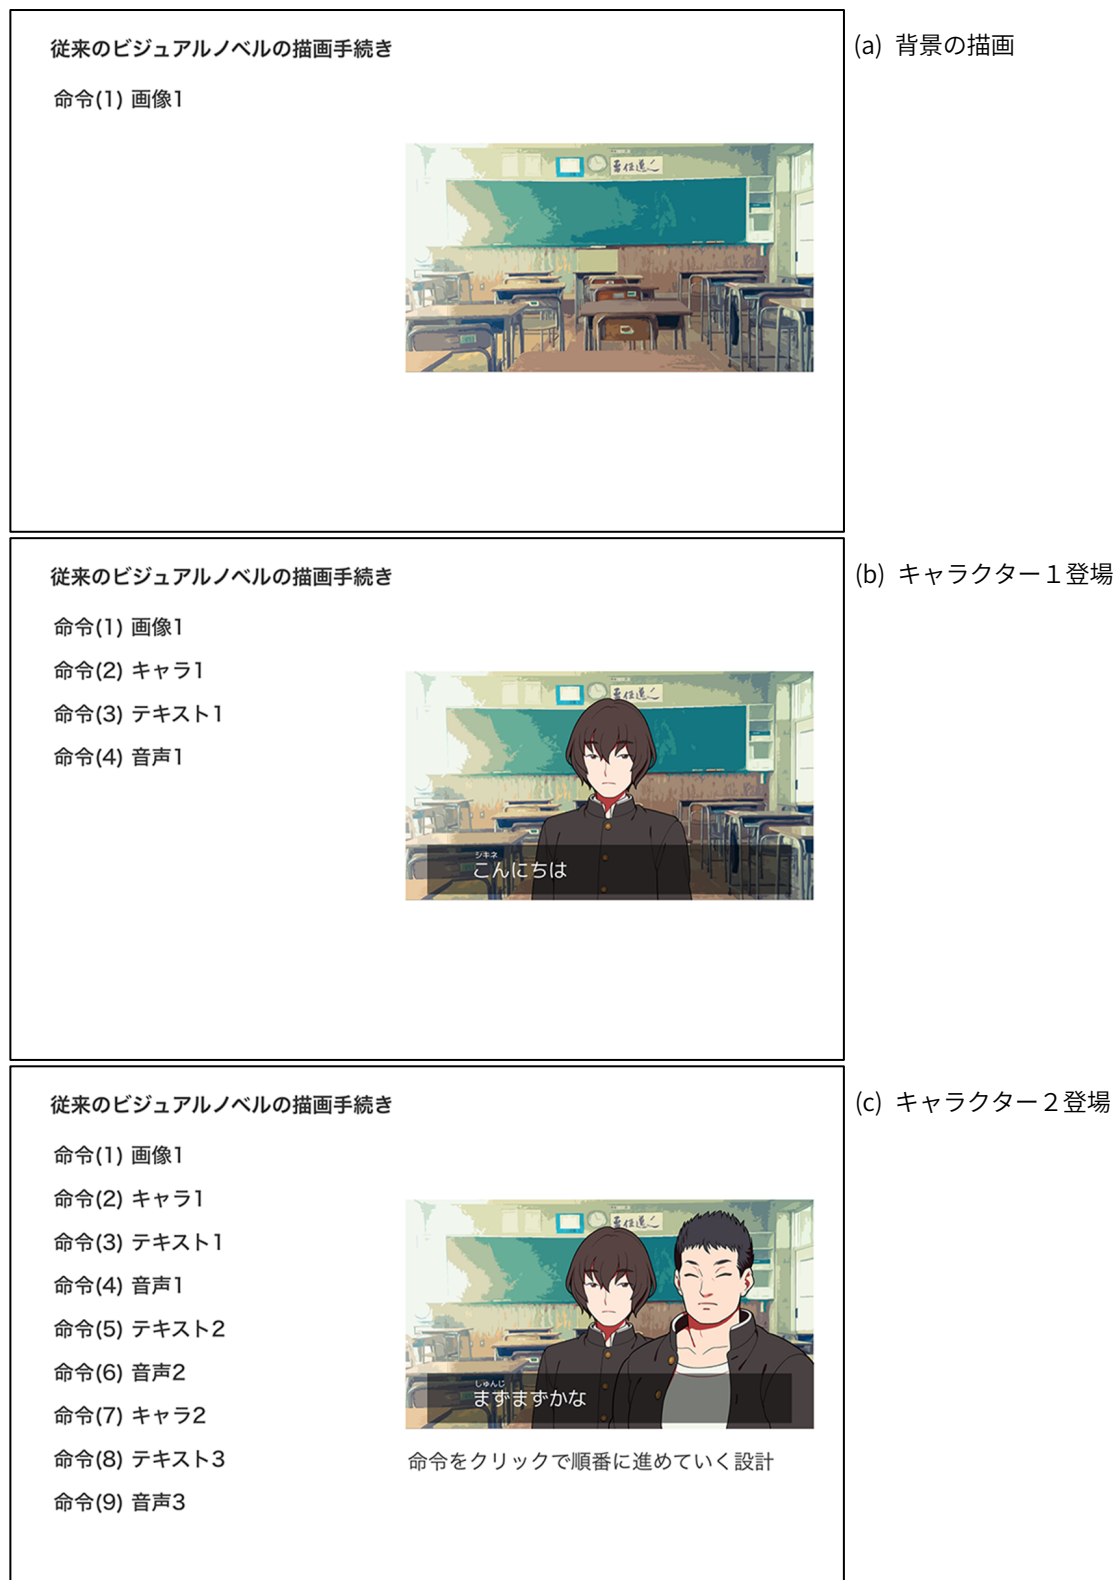 従来のビジュアルノベルの描画手続き
(a) 背景の描画
命令(1) 画像1
従来のビジュアルノベルの描画手続き
(b) キャラクター１登場
命令(1) 画像1
命令(2) キャラ1
命令(3) テキスト1
命令(4) 音声1
シキネ
こんにちは
従来のビジュアルノベルの描画手続き
(c) キャラクター２登場
命令(1) 画像1
命令(2) キャラ1
命令(3) テキスト1
命令(4) 音声1
命令(5) テキスト2
命令(6) 音声2
命令(7) キャラ2
命令(8) テキスト3
命令(9) 音声3
しゅんじ
まずまずかな
命令をクリックで順番に進めていく設計